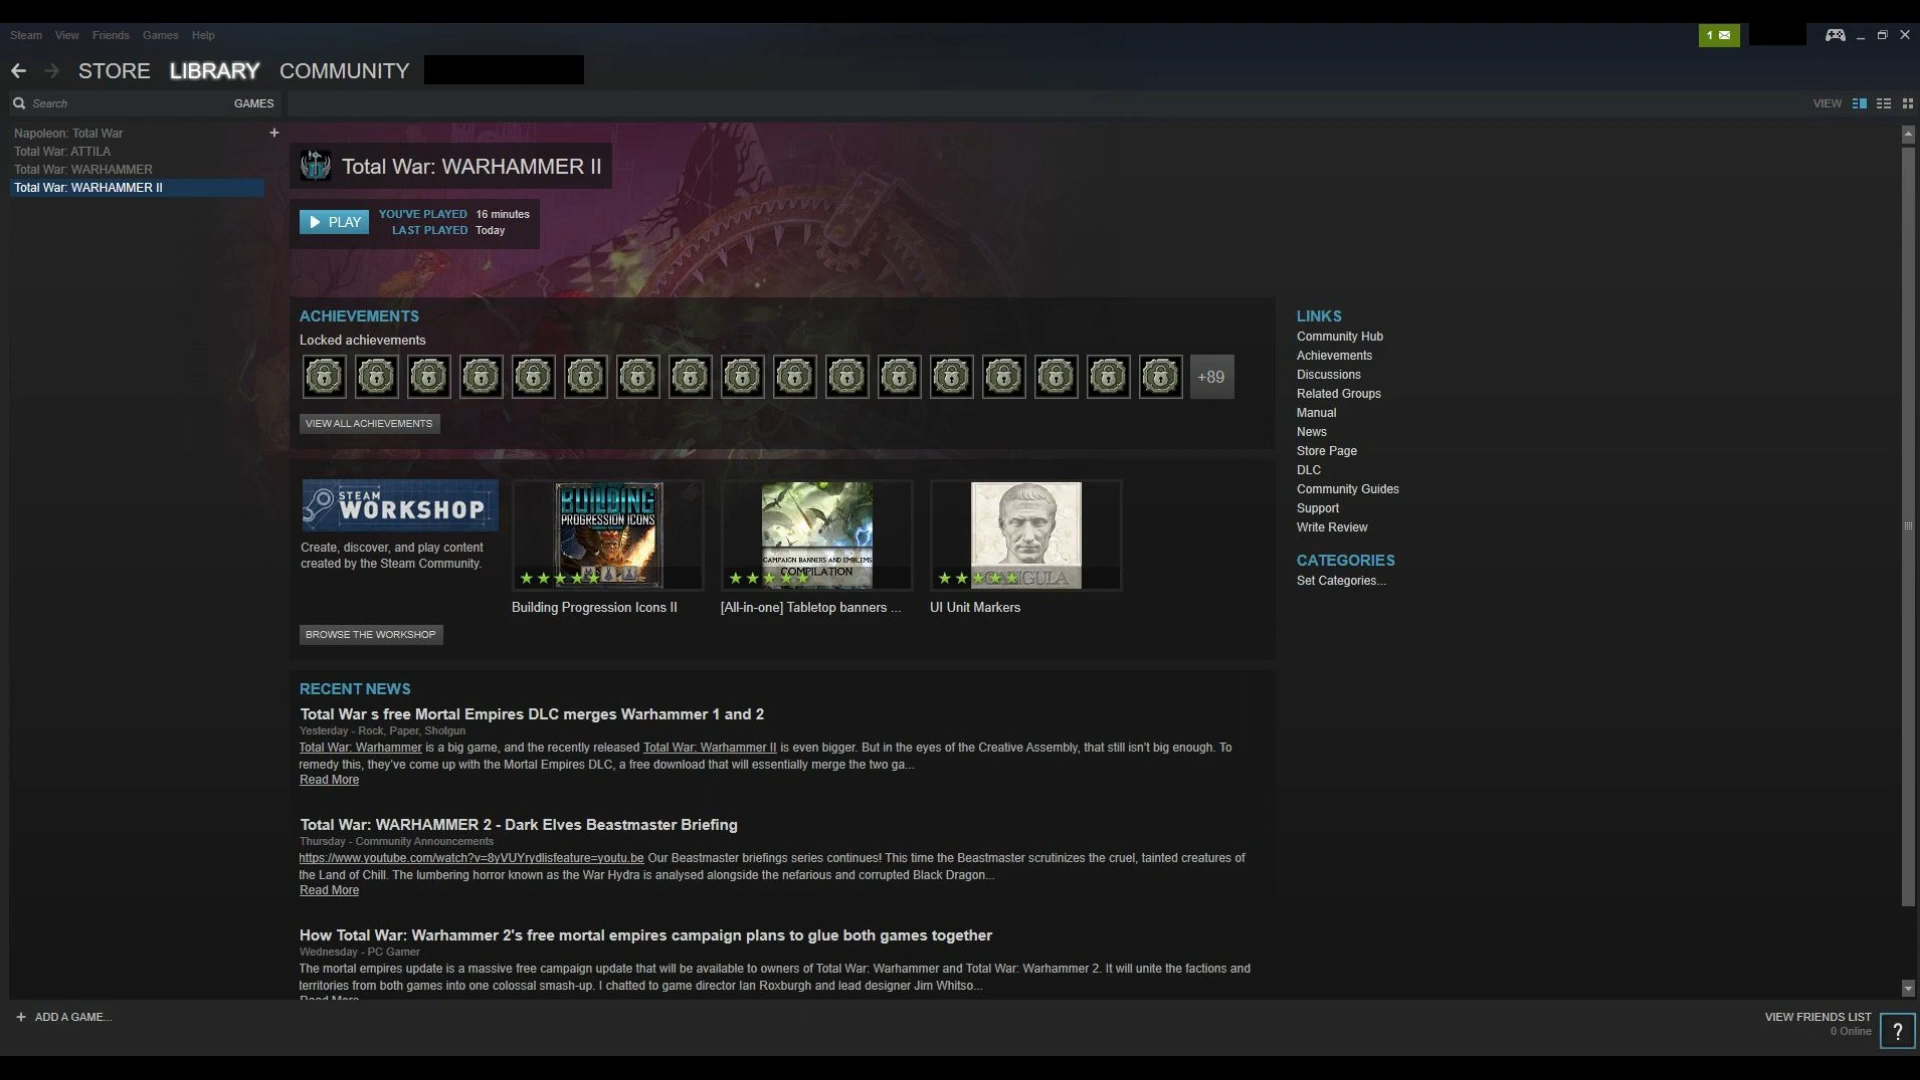 Steam View Friends Games Help
1
STORE LIBRARY COMMUNITY
Search GAMES
VIEW
Napoleon: Total War
+
Total War: ATTILA
Total War: WARHAMMER
Total War: WARHAMMER II
Total War: WARHAMMER II
PLAY
YOU'VE PLAYED 16 minutes
LAST PLAYED Today
ACHIEVEMENTS
Locked achievements
+89
VIEW ALL ACHIEVEMENTS
LINKS
Community Hub
Achievements
Discussions
Related Groups
Manual
News
Store Page
DLC
Community Guides
Support
Write Review
CATEGORIES
Set Categories...
STEAM
WORKSHOP
Create, discover, and play content
created by the Steam Community.
BROWSE THE WORKSHOP
BUILDING
PROGRESSION ICONS
Building Progression Icons II
CAMPAIGN BANNERS AND EMBLEMS
COMPILATION
[All-in-one] Tabletop banners ...
CALIGULA
UI Unit Markers
RECENT NEWS
Total War s free Mortal Empires DLC merges Warhammer 1 and 2
Yesterday - Rock, Paper, Shotgun
Total War: Warhammer is a big game, and the recently released Total War: Warhammer II is even bigger. But in the eyes of the Creative Assembly, that still isn't big enough. To
remedy this, they've come up with the Mortal Empires DLC, a free download that will essentially merge the two ga...
Read More
Total War: WARHAMMER 2 - Dark Elves Beastmaster Briefing
Thursday - Community Announcements
https://www.youtube.com/watch?v=8yVUYrydlisfeature=youtu.be Our Beastmaster briefings series continues! This time the Beastmaster scrutinizes the cruel, tainted creatures of
the Land of Chill. The lumbering horror known as the War Hydra is analysed alongside the nefarious and corrupted Black Dragon...
Read More
How Total War: Warhammer 2's free mortal empires campaign plans to glue both games together
Wednesday - PC Gamer
The mortal empires update is a massive free campaign update that will be available to owners of Total War: Warhammer and Total War: Warhammer 2. It will unite the factions and
territories from both games into one colossal smash-up. I chatted to game director Ian Roxburgh and lead designer Jim Whitso...
Read More
+ ADD A GAME...
VIEW FRIENDS LIST
0 Online
?